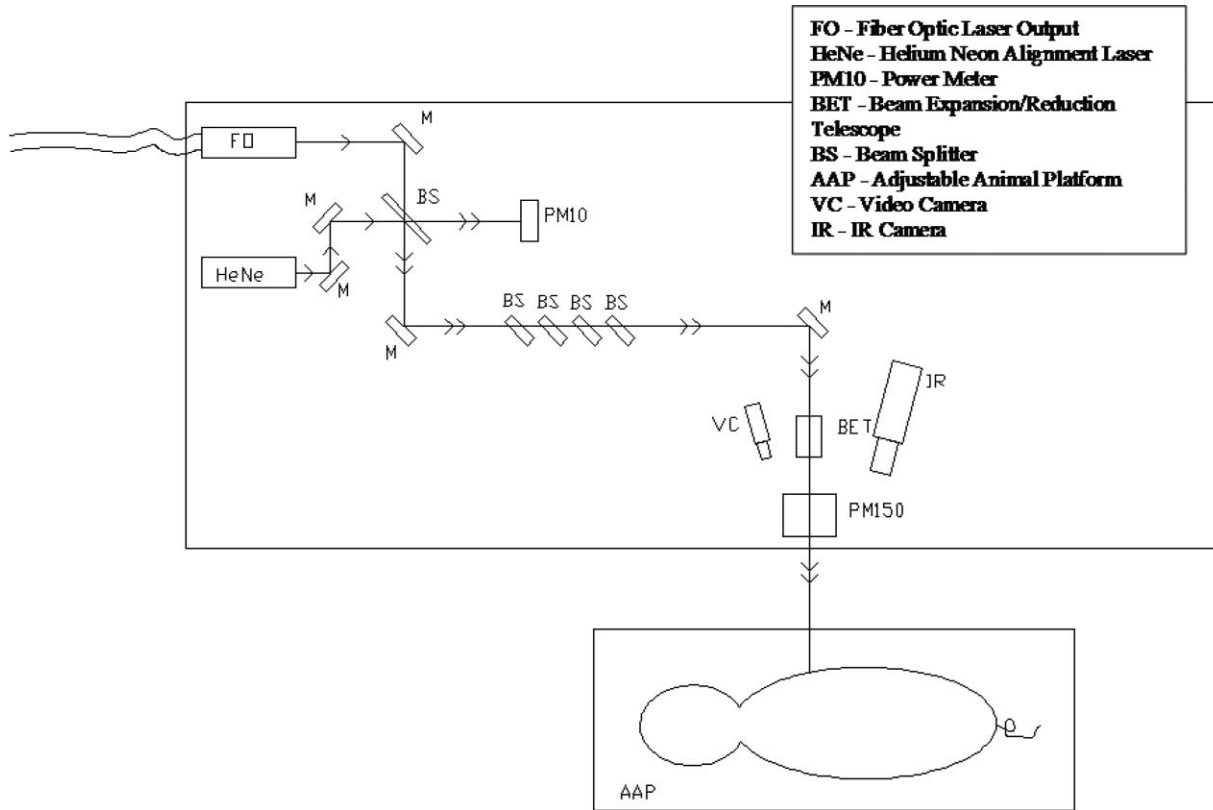 FO - Fiber Optic Laser Output
HeNe - Helium Neon Alignment Laser
PM10 - Power Meter
BET - Beam Expansion/Reduction
Telescope
BS - Beam Splitter
AAP - Adjustable Animal Platform
VC - Video Camera
IR - IR Camera
M
FO
M
BS
PM10
HeNe
M
BS BS BS BS
M
M
IR
VC
BET
PM150
AAP